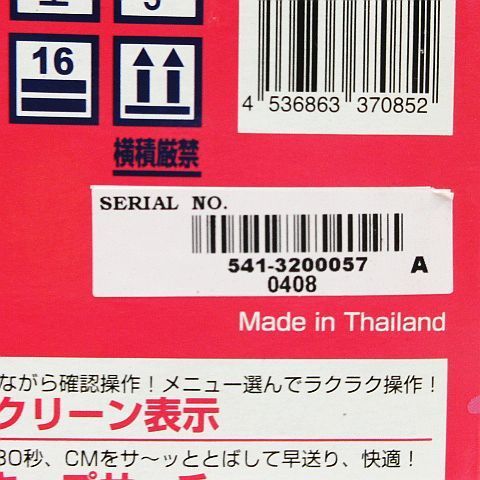 16
4 536863 370852
横積厳禁
SERIAL NO.
541-3200057 A
0408
Made in Thailand
ながら確認操作！メニュー選んでラクラク操作！
クリーン表示
30秒、CMをサ〜ッととばして早送り、快適！